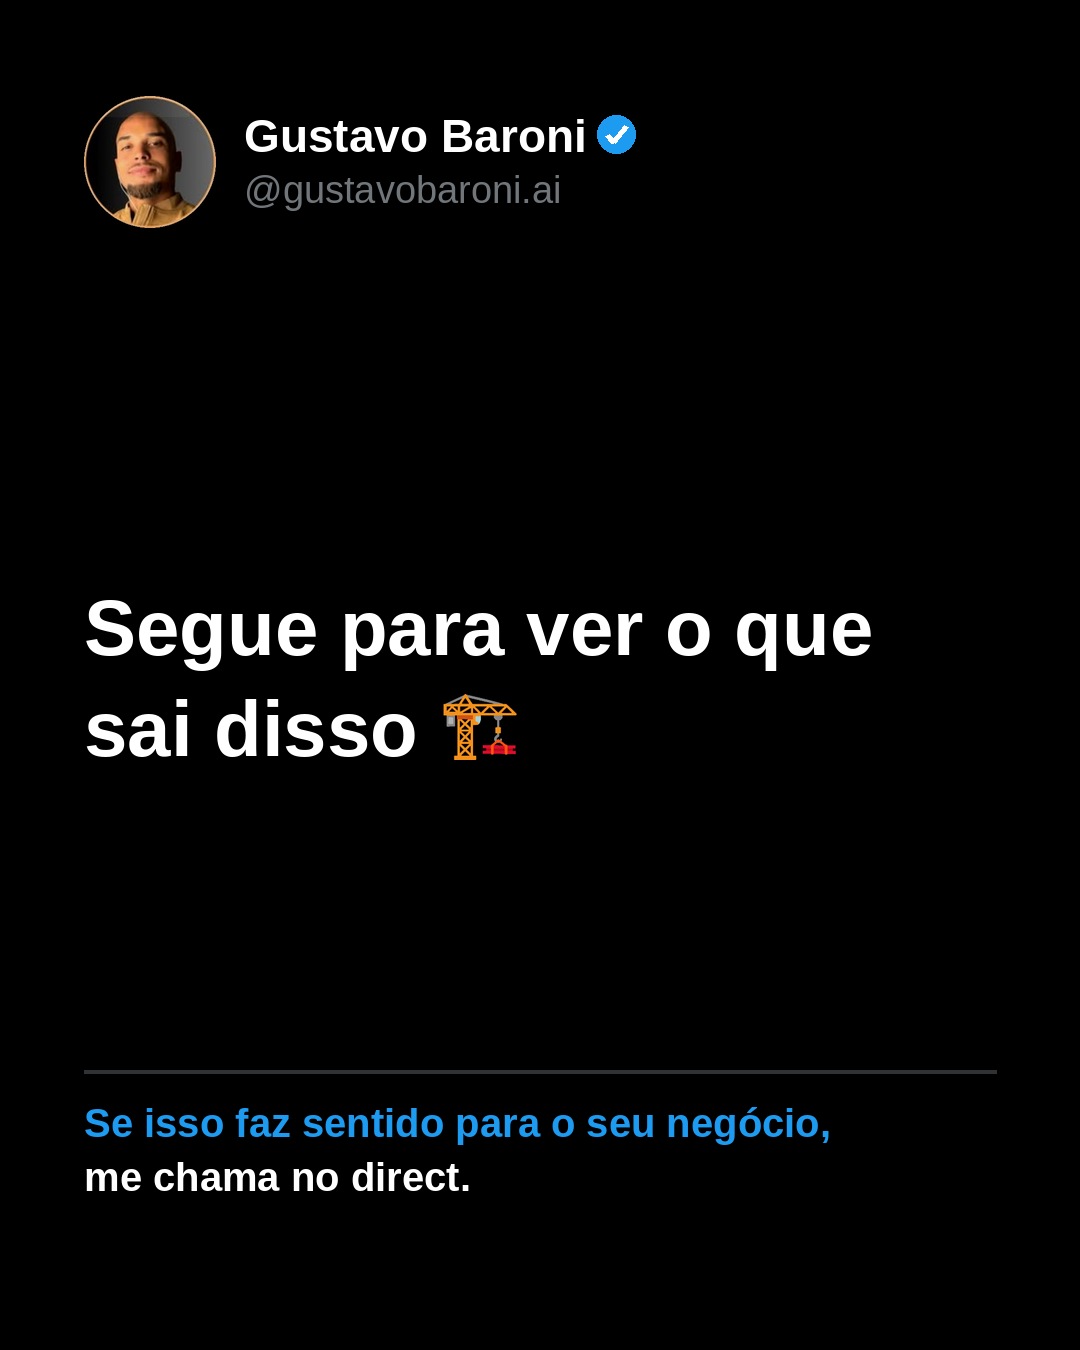 Gustavo Baroni
@gustavobaroni.ai
Segue para ver o que
sai disso 🏗️
Se isso faz sentido para o seu negócio,
me chama no direct.